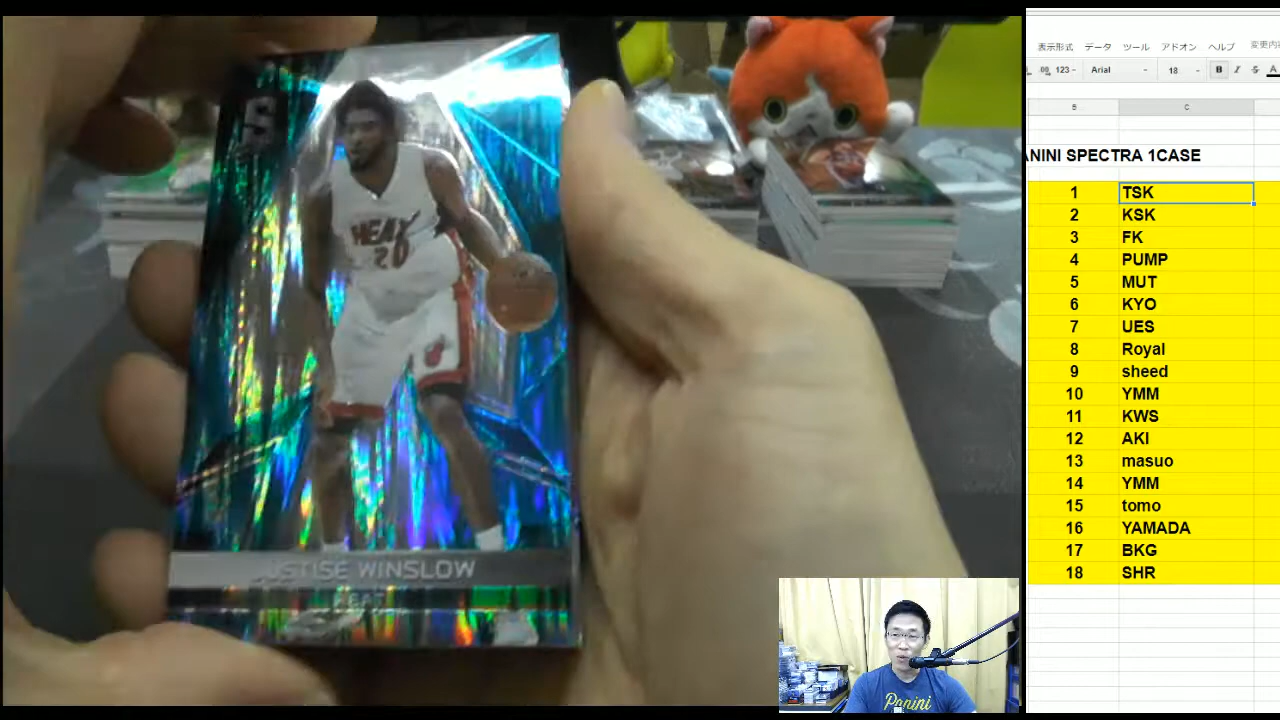 HEAT
20
JUSTISE WINSLOW
HEAT
表示形式 データ ツール アドオン ヘルプ
.00 123 Arial 18 B I S A
B C
ANINI SPECTRA 1CASE
1 TSK
2 KSK
3 FK
4 PUMP
5 MUT
6 KYO
7 UES
8 Royal
9 sheed
10 YMM
11 KWS
12 AKI
13 masuo
14 YMM
15 tomo
16 YAMADA
17 BKG
18 SHR
Panini